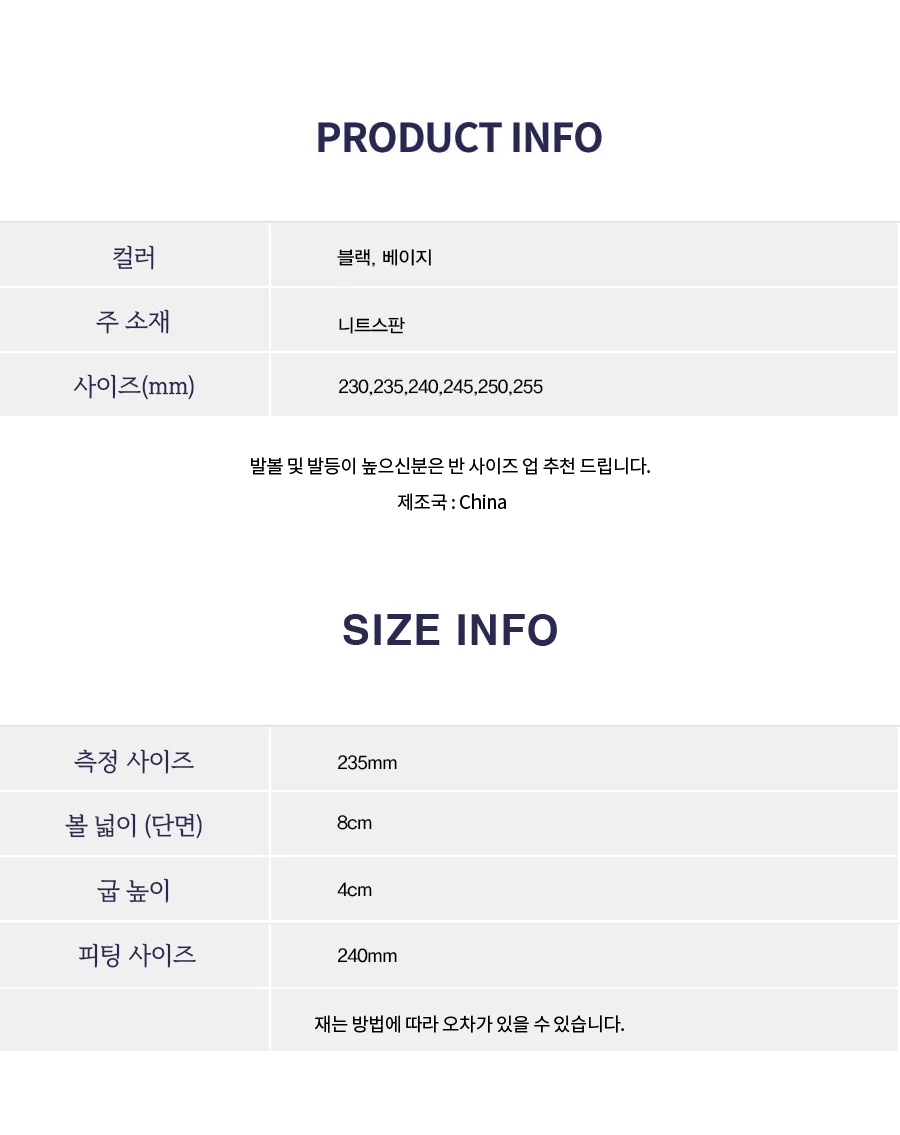 PRODUCT INFO
컬러 블랙, 베이지
주 소재 니트스판
사이즈(mm) 230,235,240,245,250,255
발볼 및 발등이 높으신분은 반 사이즈 업 추천 드립니다.
제조국 : China
SIZE INFO
측정 사이즈 235mm
볼 넓이 (단면) 8cm
굽 높이 4cm
피팅 사이즈 240mm
재는 방법에 따라 오차가 있을 수 있습니다.